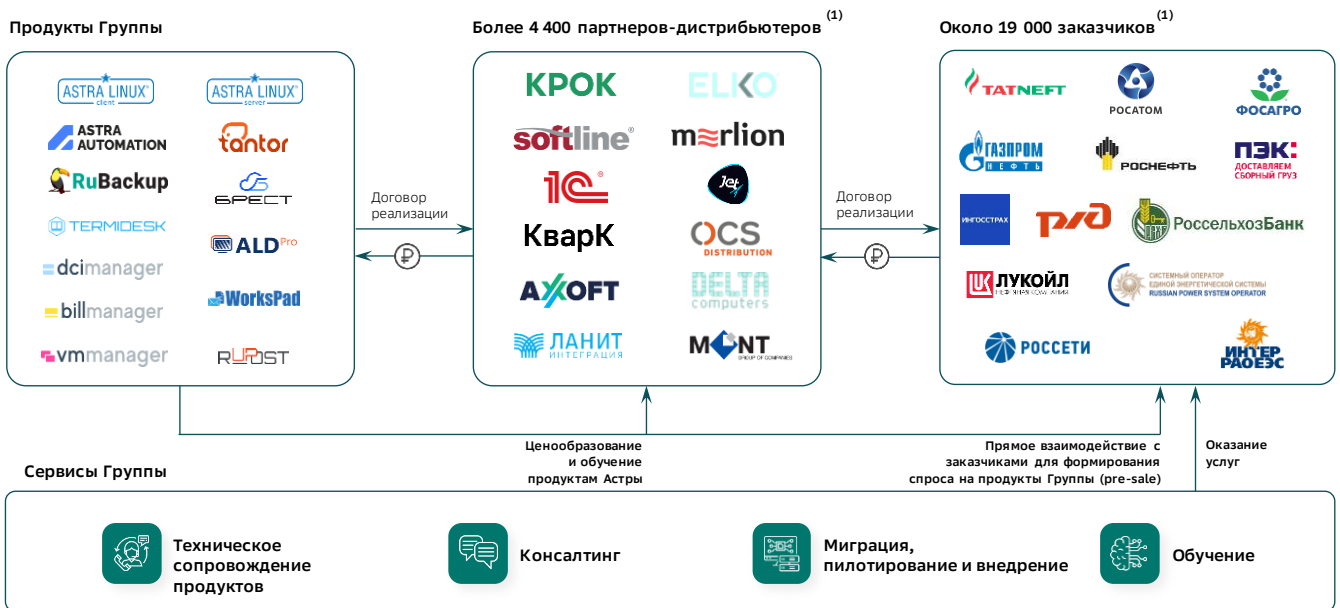 Продукты Группы
Более 4 400 партнеров-дистрибьютеров (1)
Около 19 000 заказчиков (1)
ASTRA LINUX®
client
ASTRA LINUX®
server
ASTRA
AUTOMATION
tantor
RuBackup
БРЕСТ
TERMIDESK
ALD Pro
dcimanager
billmanager
WorksPad
vmmanager
RUPOST
Договор
реализации
₽
КРОК
ELKO
softline®
merlion
1С®
Jet
КварК
OCS
DISTRIBUTION
AXOFT
DELTA
computers
ЛАНИТ
ИНТЕГРАЦИЯ
MONT
GROUP OF COMPANIES
Договор
реализации
₽
TATNEFT
РОСАТОМ
ФОСАГРО
ГАЗПРОМ
НЕФТЬ
РОСНЕФТЬ
ПЭК:
ДОСТАВЛЯЕМ
СБОРНЫЙ ГРУЗ
ИНГОССТРАХ
РЖД
РоссельхозБанк
ЛУКОЙЛ
НЕФТЯНАЯ КОМПАНИЯ
СИСТЕМНЫЙ ОПЕРАТОР
ЕДИНОЙ ЭНЕРГЕТИЧЕСКОЙ СИСТЕМЫ
RUSSIAN POWER SYSTEM OPERATOR
РОССЕТИ
ИНТЕР
РАОЕЭС
Ценообразование
и обучение
продуктам Астры
Прямое взаимодействие с
заказчиками для формирования
спроса на продукты Группы (pre-sale)
Оказание
услуг
Сервисы Группы
Техническое
сопровождение
продуктов
Консалтинг
Миграция,
пилотирование и внедрение
Обучение